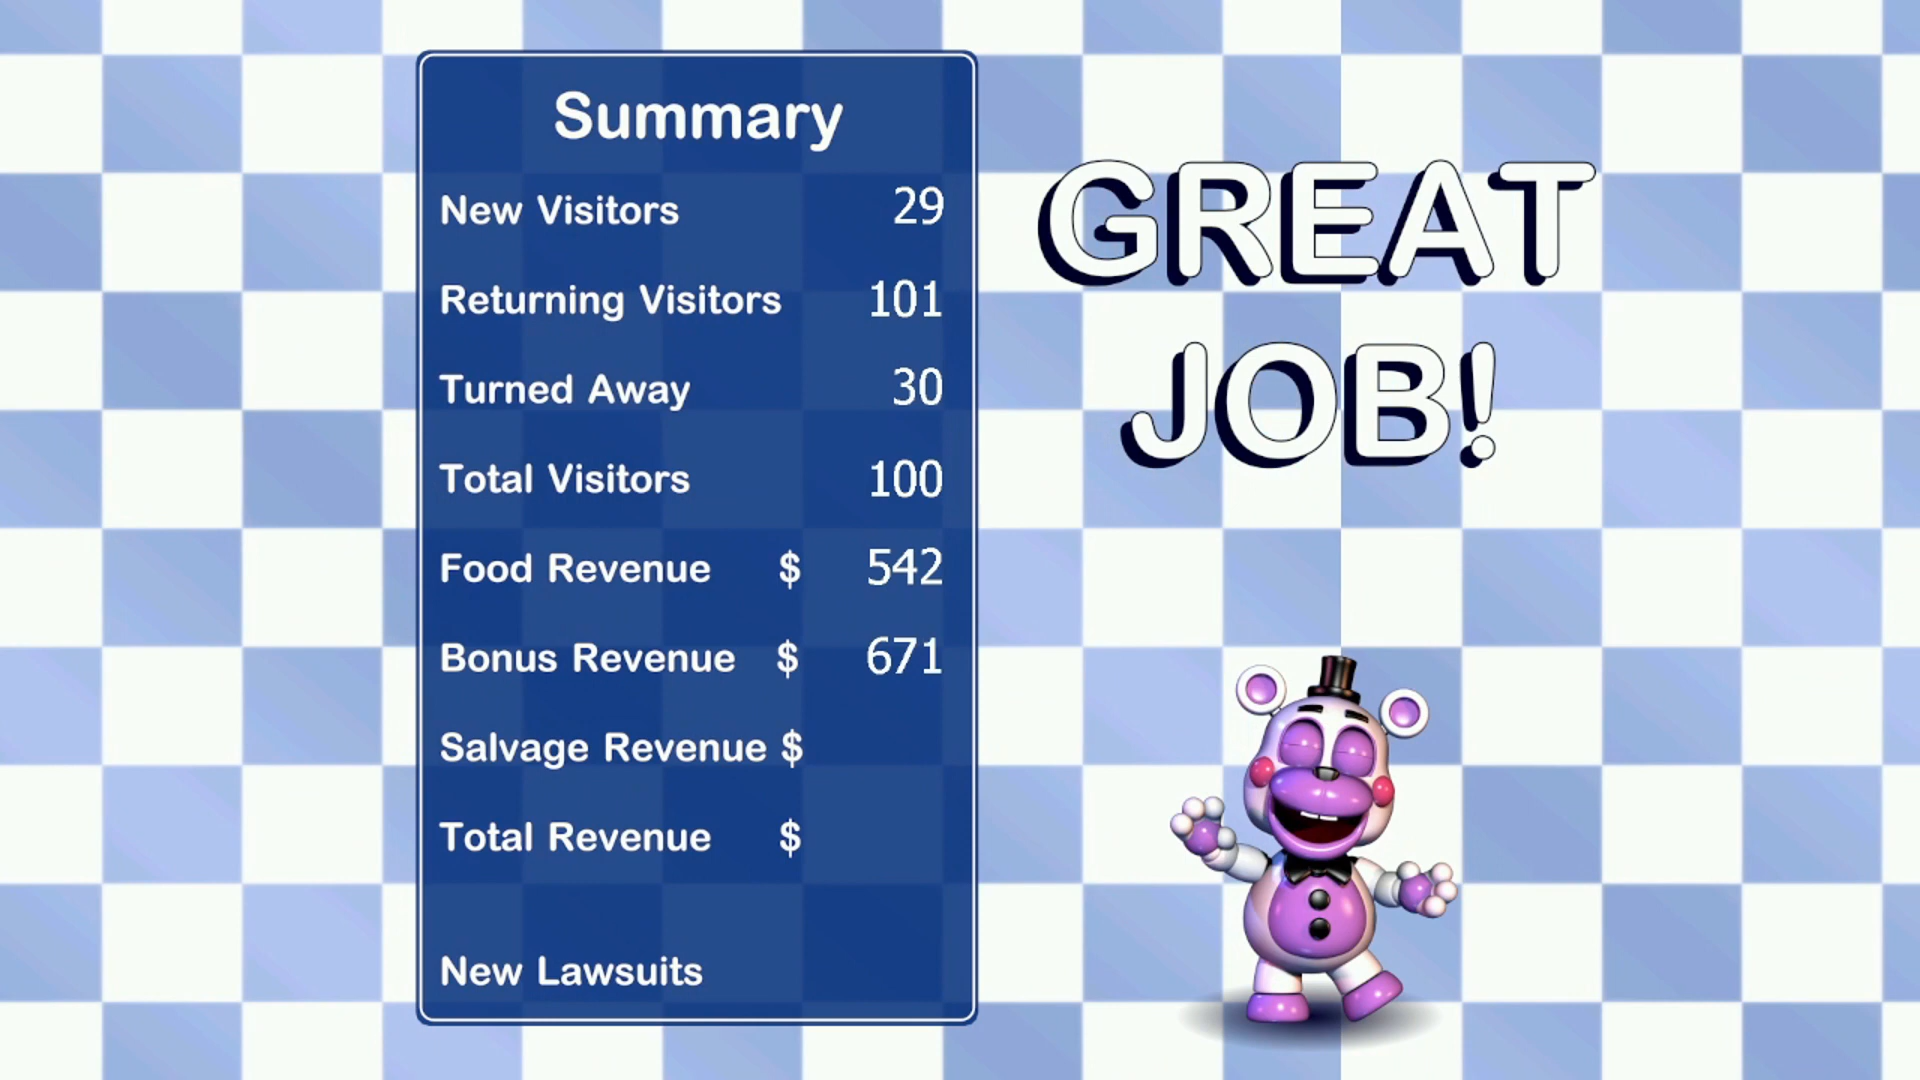 Summary
New Visitors 29
Returning Visitors 101
Turned Away 30
Total Visitors 100
Food Revenue $ 542
Bonus Revenue $ 671
Salvage Revenue $
Total Revenue $
New Lawsuits
GREAT
JOB!